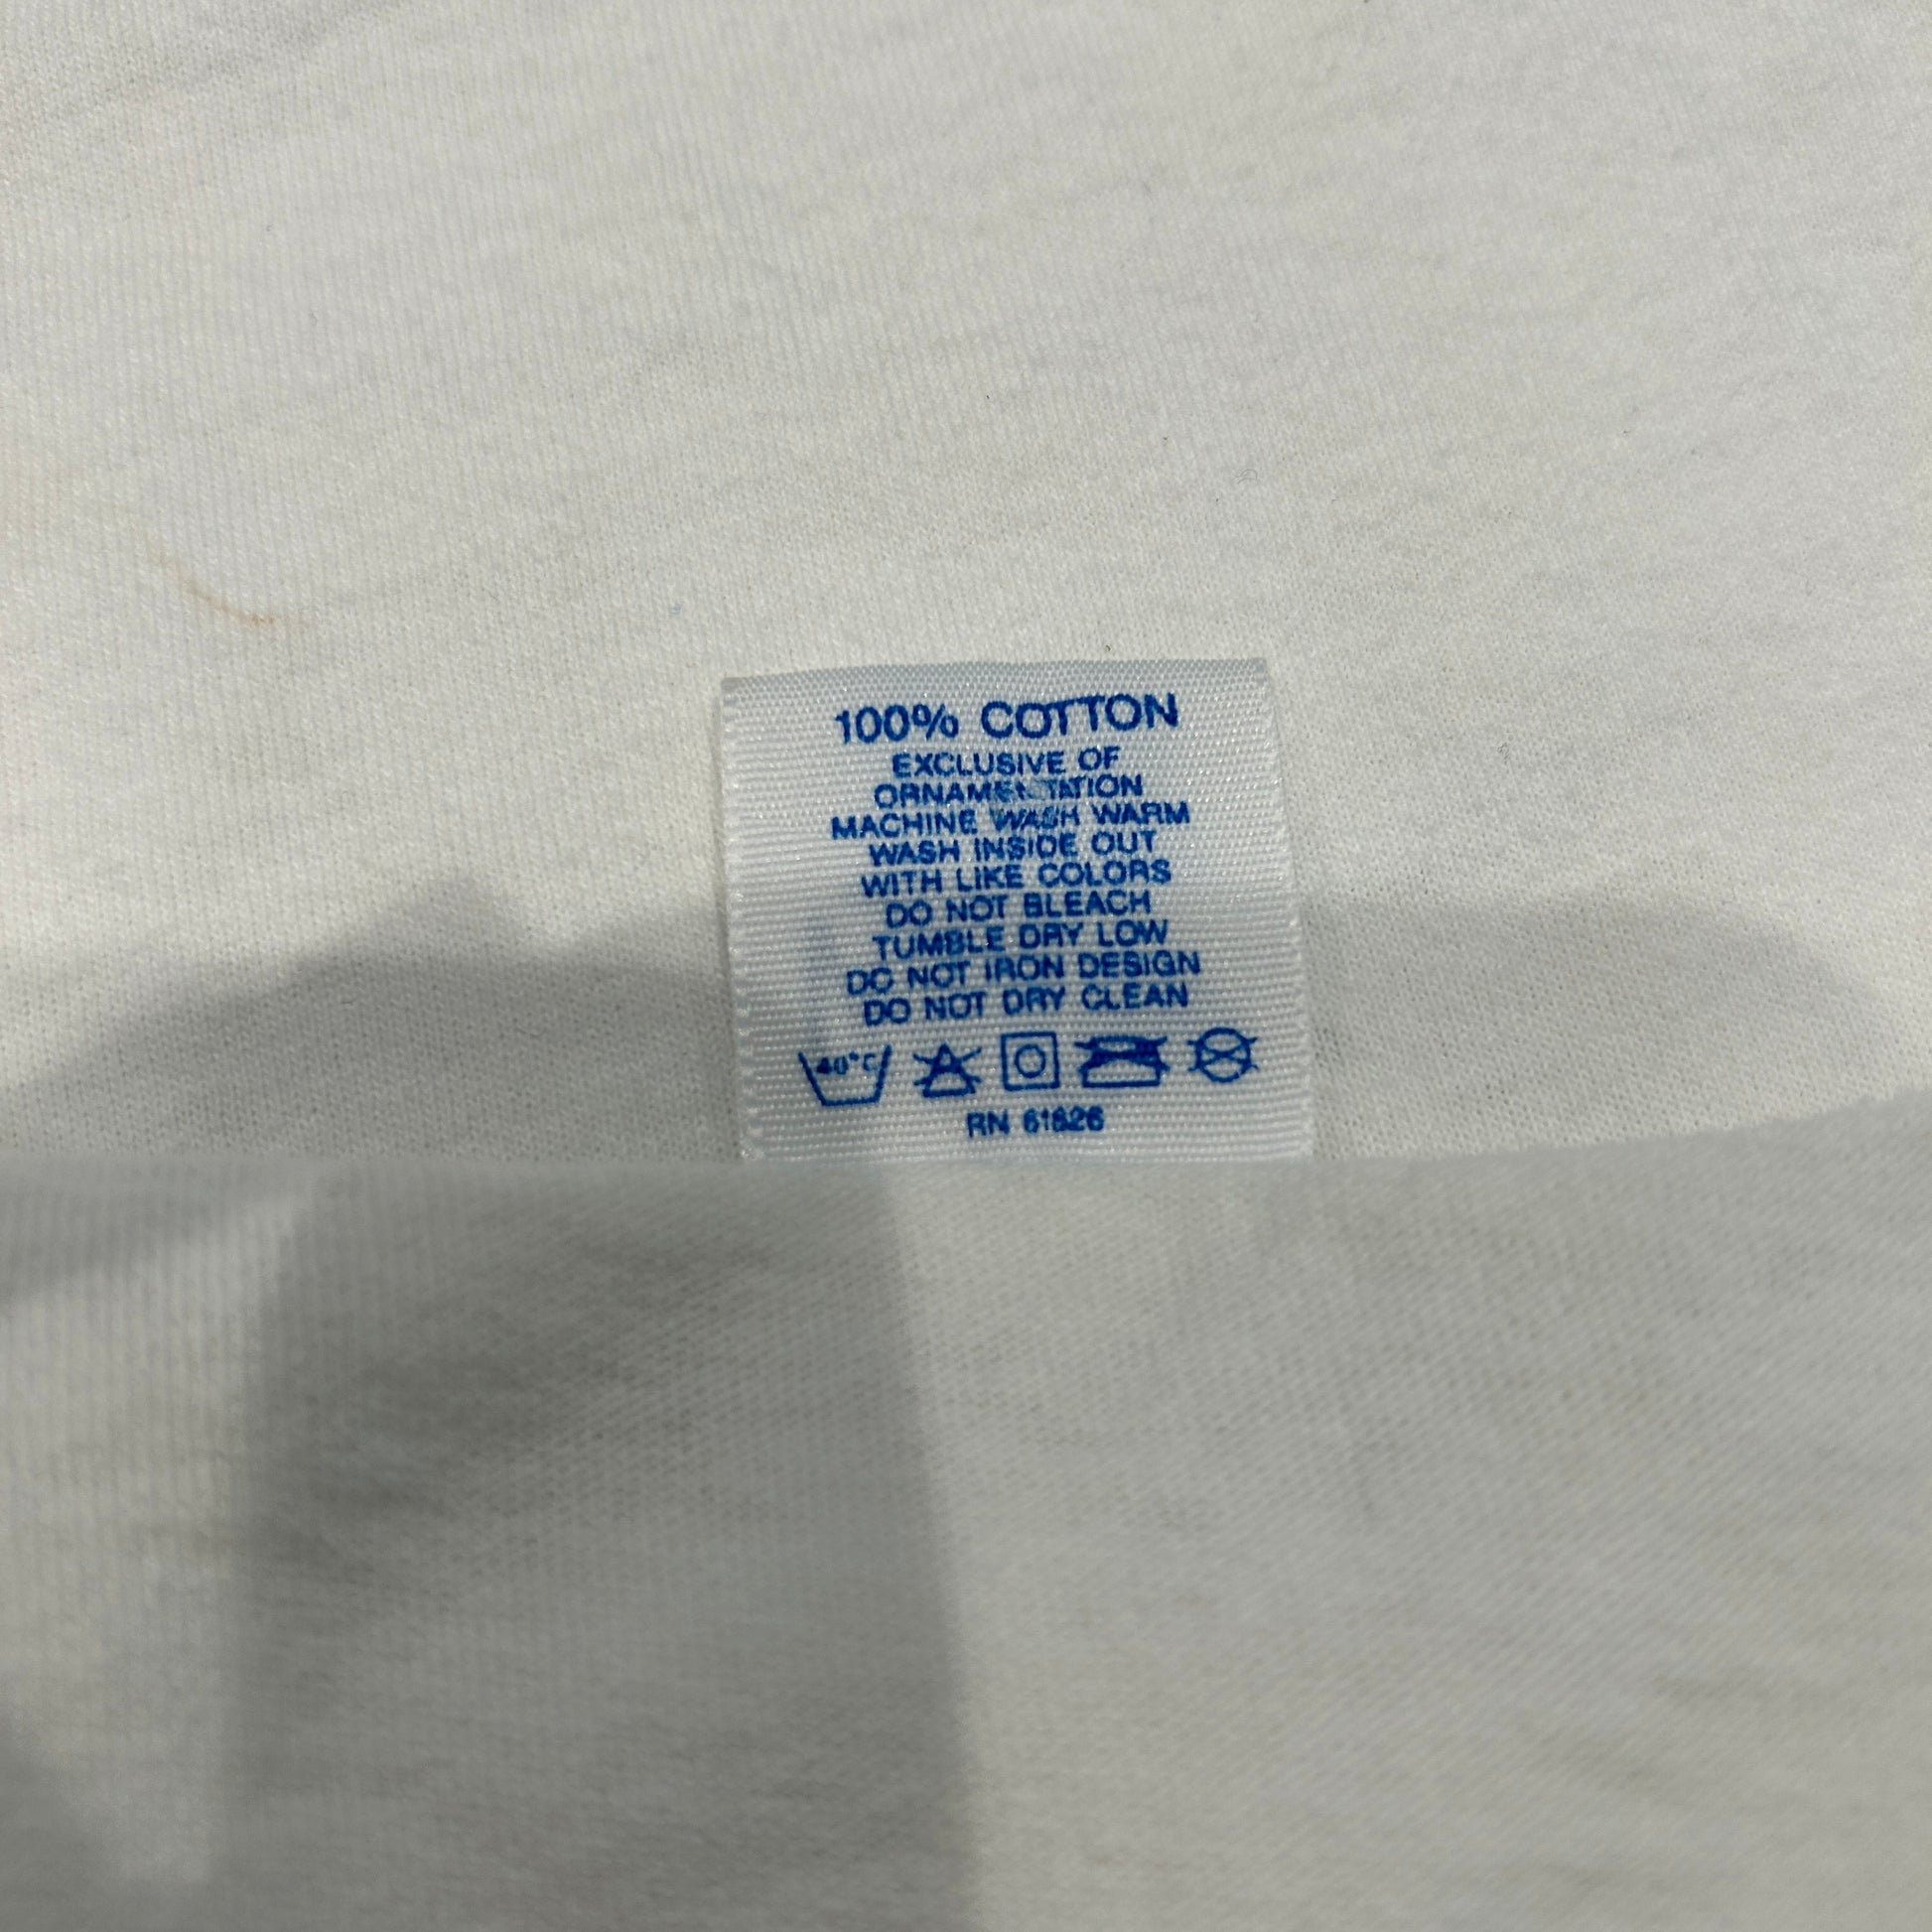 100% COTTON
EXCLUSIVE OF
ORNAMENTATION
MACHINE WASH WARM
WASH INSIDE OUT
WITH LIKE COLORS
DO NOT BLEACH
TUMBLE DRY LOW
DO NOT IRON DESIGN
DO NOT DRY CLEAN
40°C
RN 61826